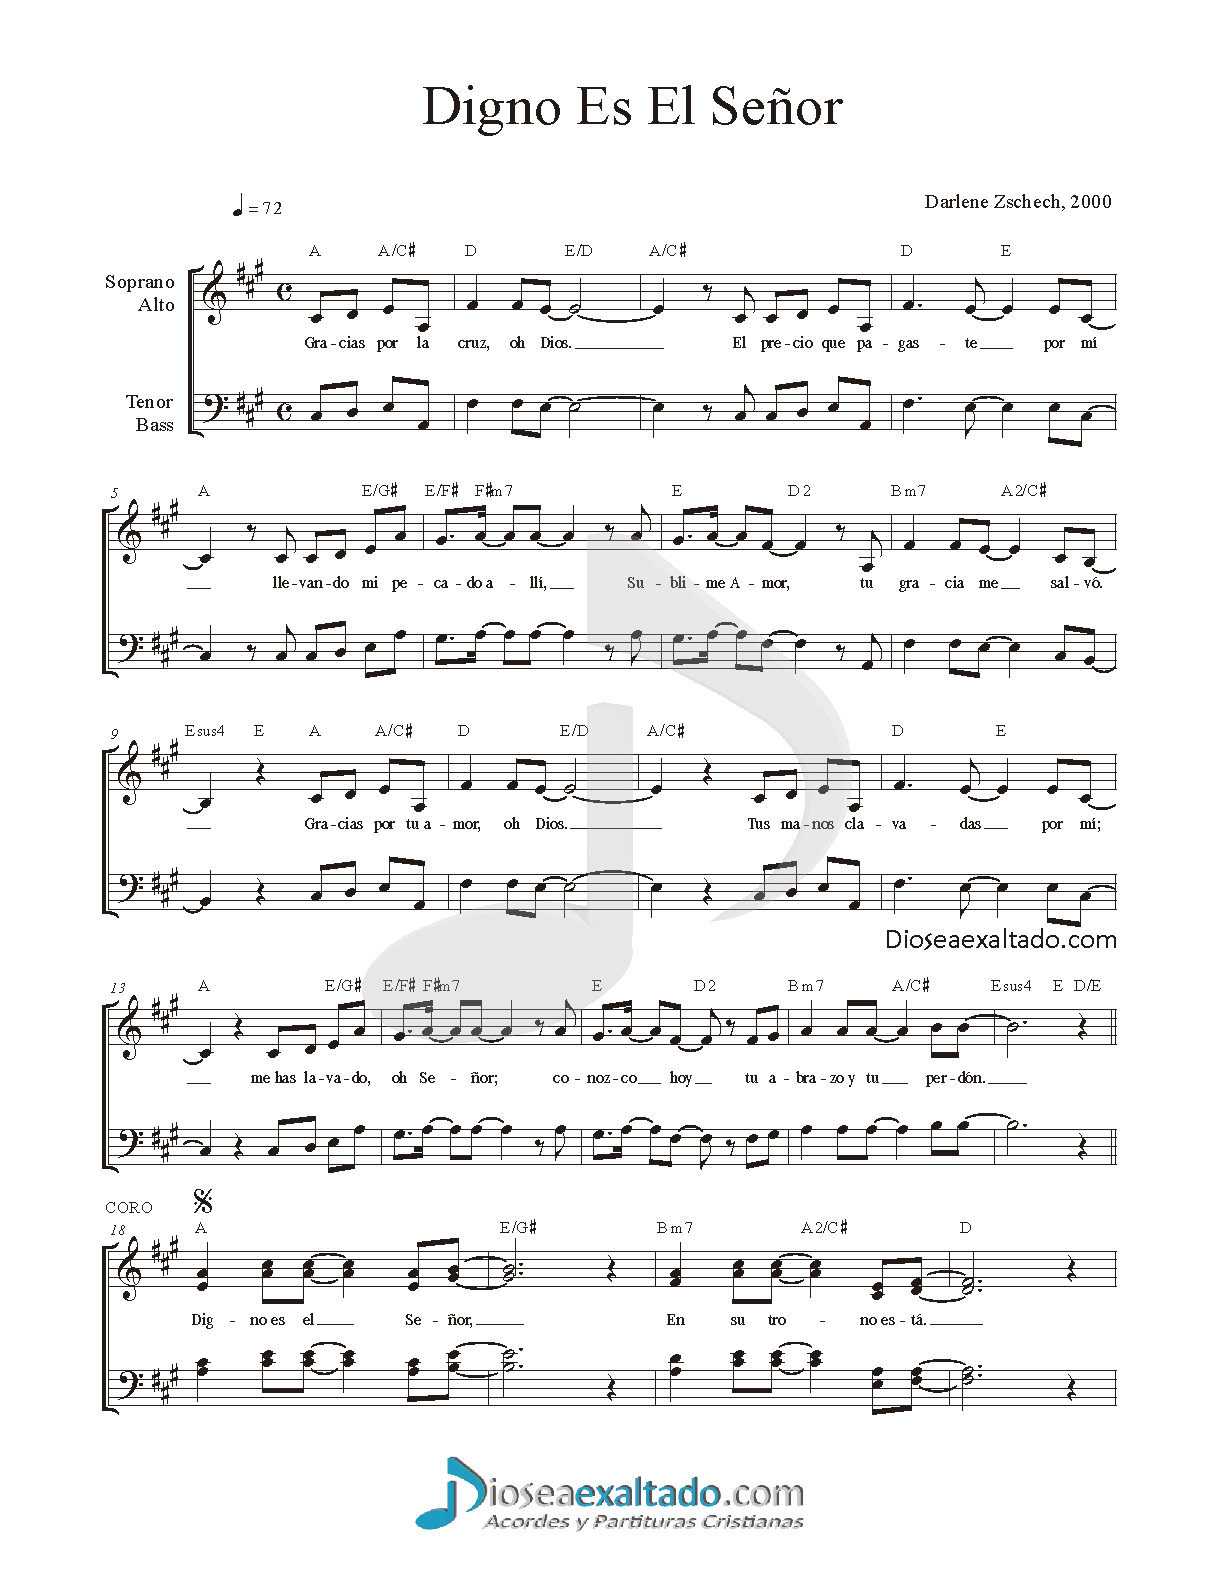 Digno Es El Señor
♩ = 72
Darlene Zschech, 2000
A A/C# D E/D A/C# D E
Soprano
Alto
Gra-cias por la cruz, oh Dios. El pre-cio que pa-gas-te por mí
Tenor
Bass
5 A E/G# E/F# F#m7 E D2 Bm7 A2/C#
lle-van-do mi pe-ca-do a-llí, Su-bli-me A-mor, tu gra-cia me sal-vó.
9 Esus4 E A A/C# D E/D A/C# D E
Gra-cias por tu a-mor, oh Dios. Tus ma-nos cla-va-das por mí;
Dioseaexaltado.com
13 A E/G# E/F# F#m7 E D2 Bm7 A/C# Esus4 E D/E
me has la-va-do, oh Se-ñor; co-noz-co hoy tu a-bra-zo y tu per-dón.
CORO
18 A E/G# Bm7 A2/C# D
Dig-no es el Se-ñor, En su tro-no es-tá.
Dioseaexaltado.com
Acordes y Partituras Cristianas